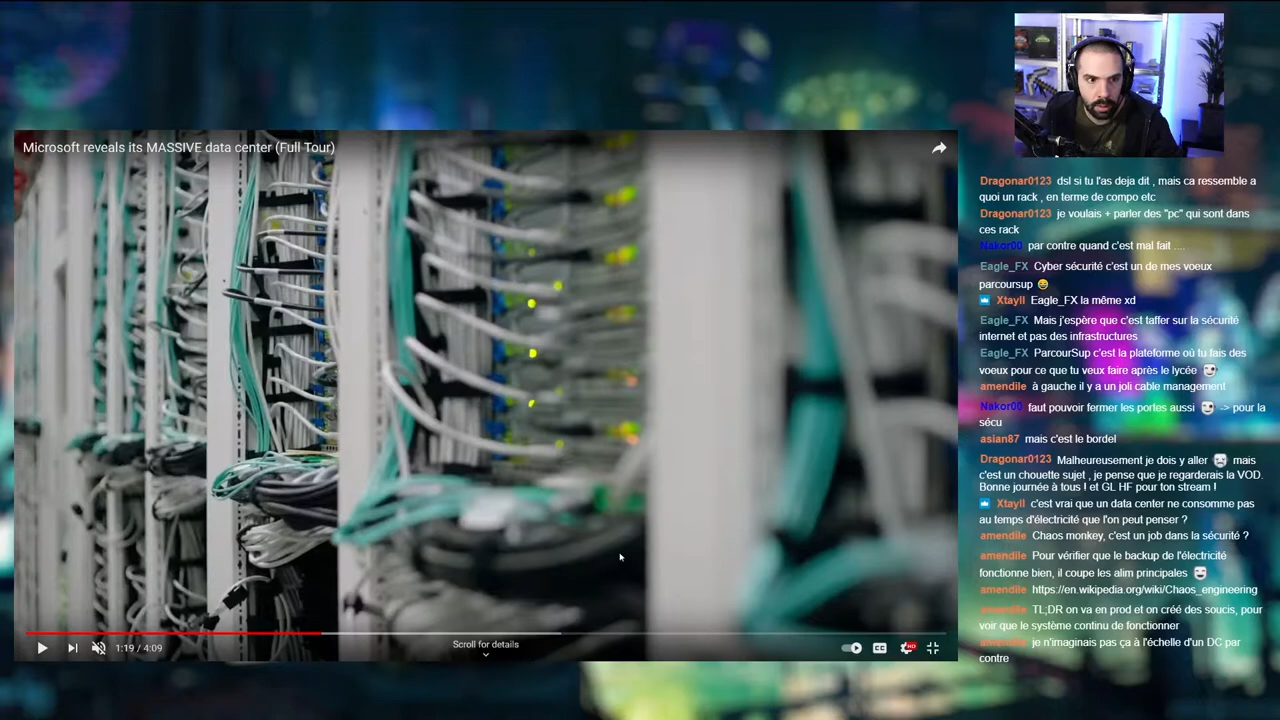 Microsoft reveals its MASSIVE data center (Full Tour)
1:19 / 4:09
Scroll for details
CC
HD
Dragonar0123 dsl si tu l'as deja dit , mais ca ressemble a
quoi un rack , en terme de compo etc
Dragonar0123 je voulais + parler des "pc" qui sont dans
ces rack
Nakor00 par contre quand c'est mal fait ....
Eagle_FX Cyber sécurité c'est un de mes voeux
parcoursup
Xtayll Eagle_FX la même xd
Eagle_FX Mais j'espère que c'est taffer sur la sécurité
internet et pas des infrastructures
Eagle_FX ParcourSup c'est la plateforme où tu fais des
voeux pour ce que tu veux faire après le lycée
amendile à gauche il y a un joli cable management
Nakor00 faut pouvoir fermer les portes aussi -> pour la
sécu
asian87 mais c'est le bordel
Dragonar0123 Malheureusement je dois y aller mais
c'est un chouette sujet , je pense que je regarderais la VOD.
Bonne journée à tous ! et GL HF pour ton stream !
Xtayll c'est vrai que un data center ne consomme pas
au temps d'électricité que l'on peut penser ?
amendile Chaos monkey, c'est un job dans la sécurité ?
amendile Pour vérifier que le backup de l'électricité
fonctionne bien, il coupe les alim principales
amendile https://en.wikipedia.org/wiki/Chaos_engineering
amendile TL;DR on va en prod et on créé des soucis, pour
voir que le système continu de fonctionner
amendile je n'imaginais pas ça à l'échelle d'un DC par
contre